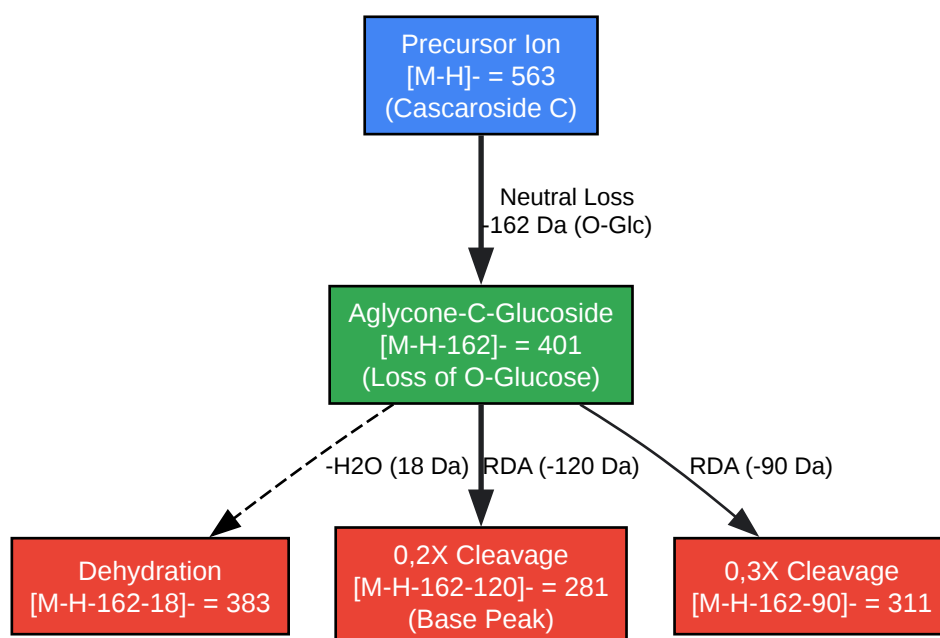 Precursor Ion
[M-H]- = 563
(Cascaroside C)
Neutral Loss
-162 Da (O-Glc)
Aglycone-C-Glucoside
[M-H-162]- = 401
(Loss of O-Glucose)
-H2O (18 Da)
RDA (-120 Da)
RDA (-90 Da)
Dehydration
[M-H-162-18]- = 383
0,2X Cleavage
[M-H-162-120]- = 281
(Base Peak)
0,3X Cleavage
[M-H-162-90]- = 311